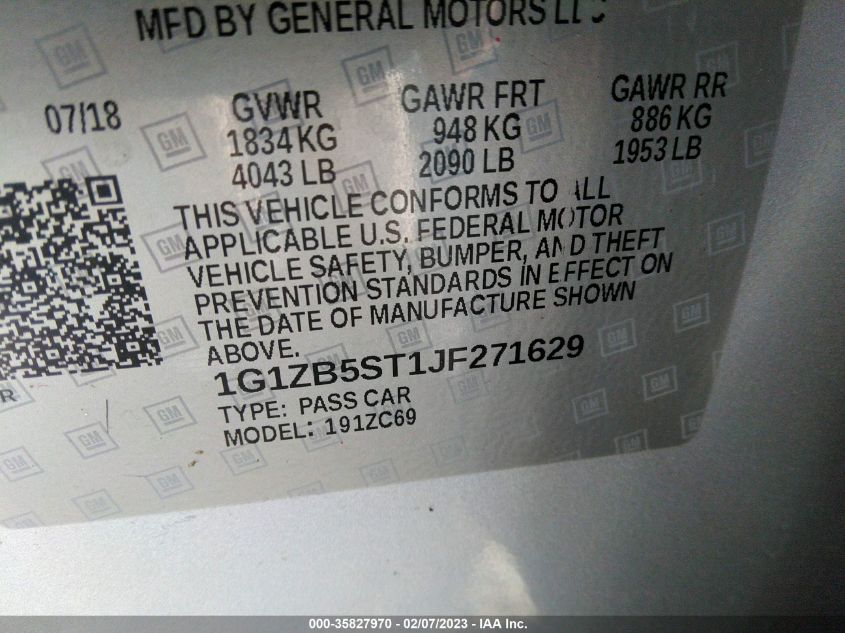 MFD BY GENERAL MOTORS LLC
07/18 GVWR GAWR FRT GAWR RR
1834 KG 948 KG 886 KG
4043 LB 2090 LB 1953 LB
THIS VEHICLE CONFORMS TO ALL
APPLICABLE U.S. FEDERAL MOTOR
VEHICLE SAFETY, BUMPER, AND THEFT
PREVENTION STANDARDS IN EFFECT ON
THE DATE OF MANUFACTURE SHOWN
ABOVE.
1G1ZB5ST1JF271629
TYPE: PASS CAR
MODEL: 191ZC69
R
GM
000-35827970 - 02/07/2023 - IAA Inc.